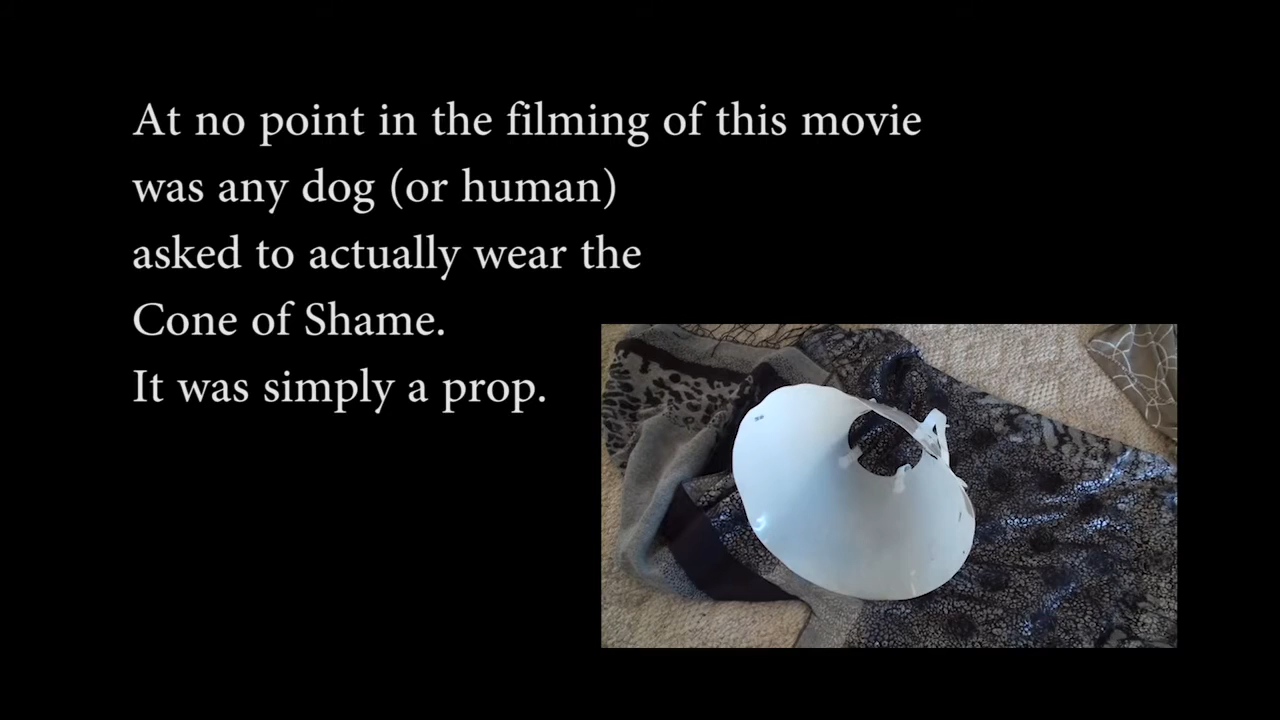 At no point in the filming of this movie
was any dog (or human)
asked to actually wear the
Cone of Shame.
It was simply a prop.